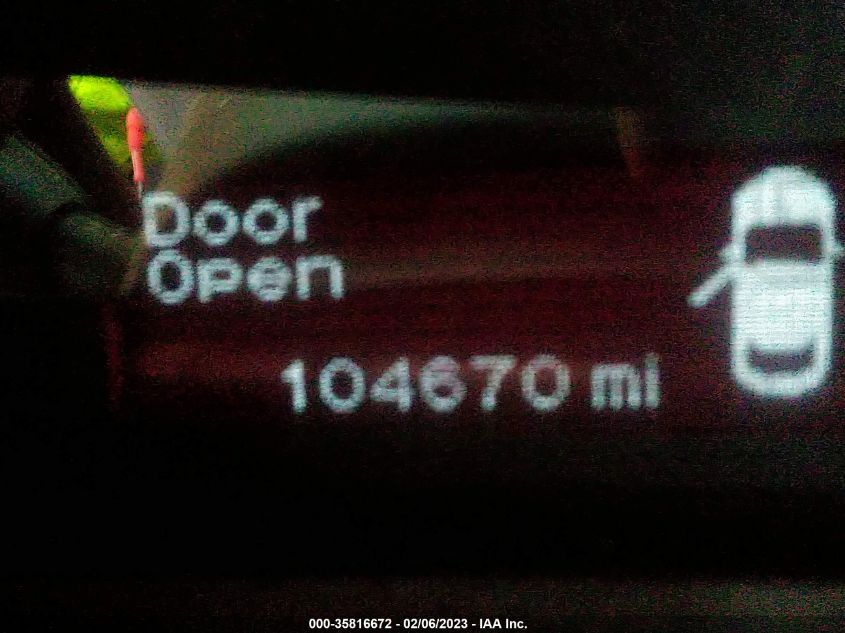 Door
Open
104670 mi
000-35816672 - 02/06/2023 - IAA Inc.